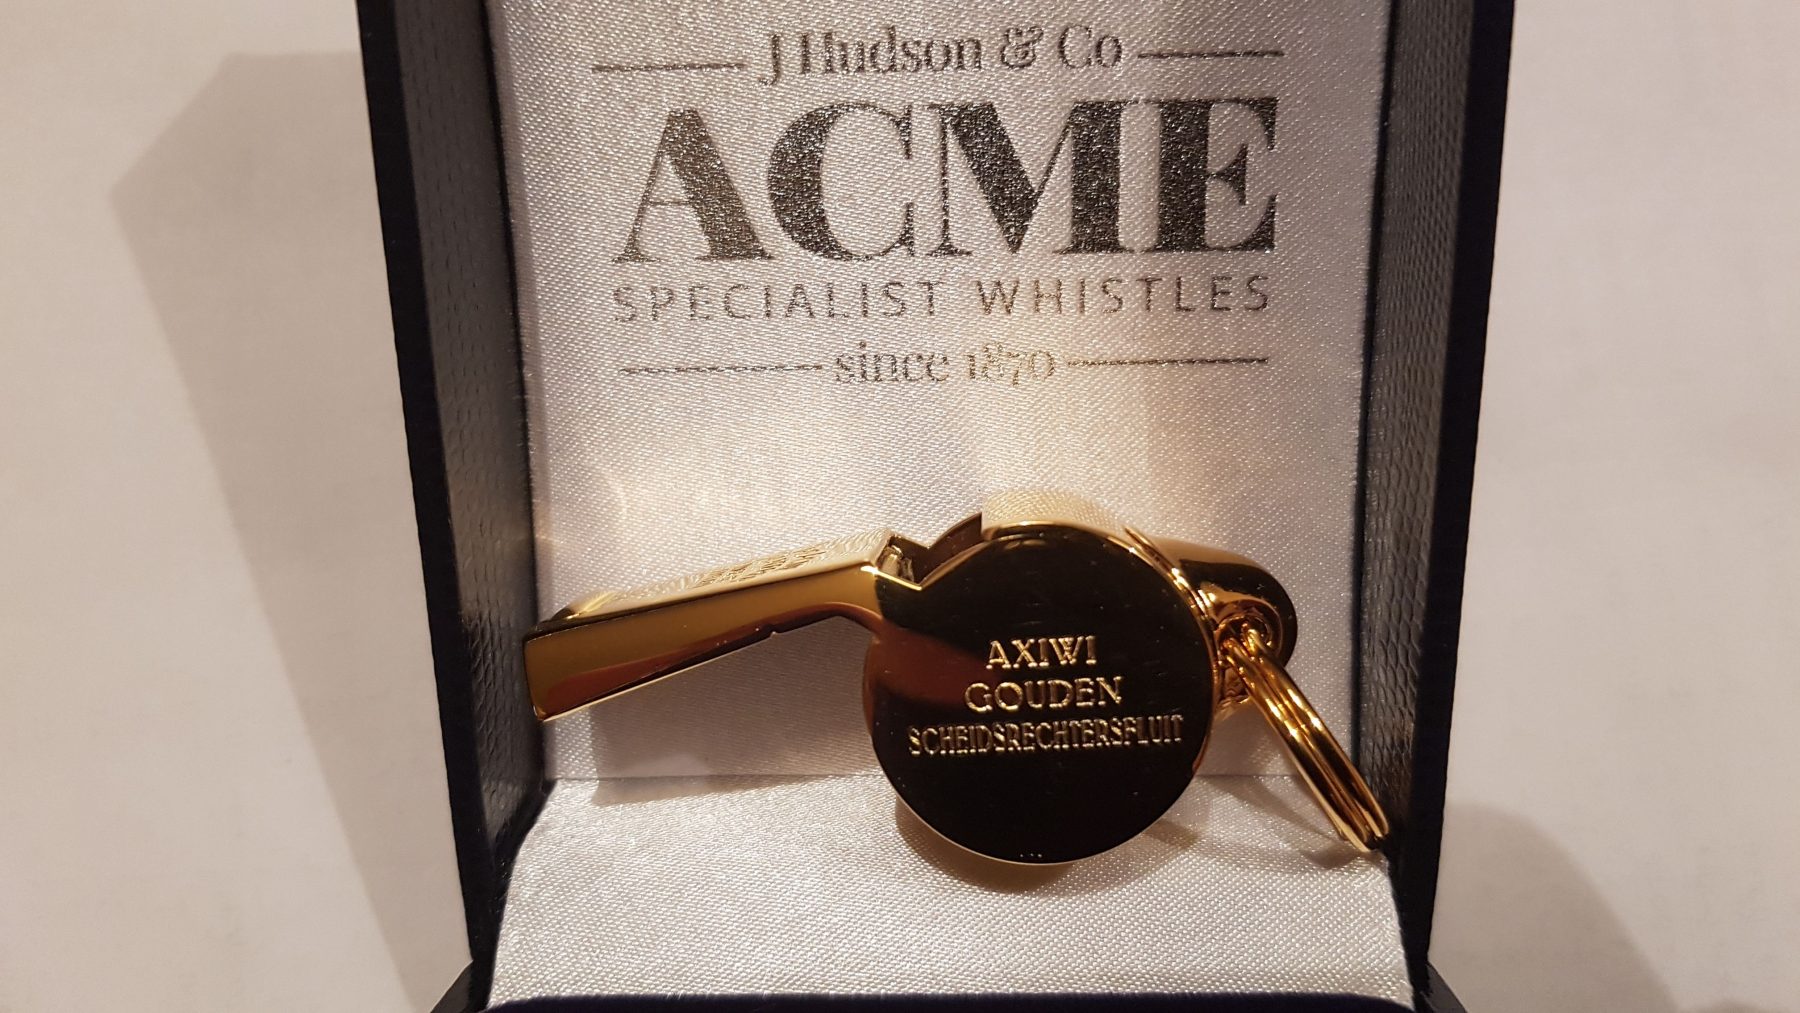 J Hudson & Co
ACME
SPECIALIST WHISTLES
since 1870
AXIWI
GOUDEN
SCHEIDSRECHTERSFLUIT